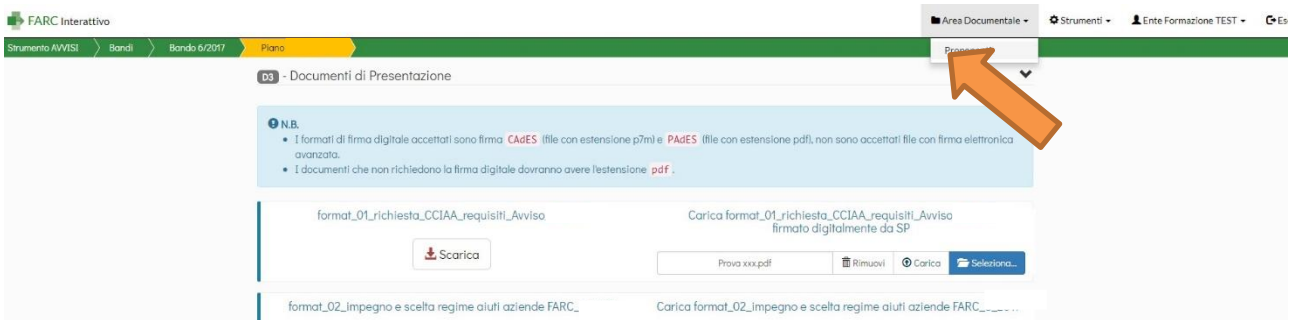 FARC Interattivo
Area Documentale
Strumenti
Ente Formazione TEST
Strumento AVVISI
Bandi
Bando 6/2017
Piano
D3 - Documenti di Presentazione
N.B.
I formati di firma digitale accettati sono firma CAdES (file con estensione p7m) e PAdES (file con estensione pdf), non sono accettati file con firma elettronica
avanzata.
I documenti che non richiedono la firma digitale dovranno avere l'estensione pdf .
format_01_richiesta_CCIAA_requisiti_Avviso
Carica format_01_richiesta_CCIAA_requisiti_Avviso
firmato digitalmente da SP
Scarica
Prova xxx.pdf
Rimuovi
Carica
Seleziona...
format_02_impegno e scelta regime aiuti aziende FARC_
Carica format_02_impegno e scelta regime aiuti aziende